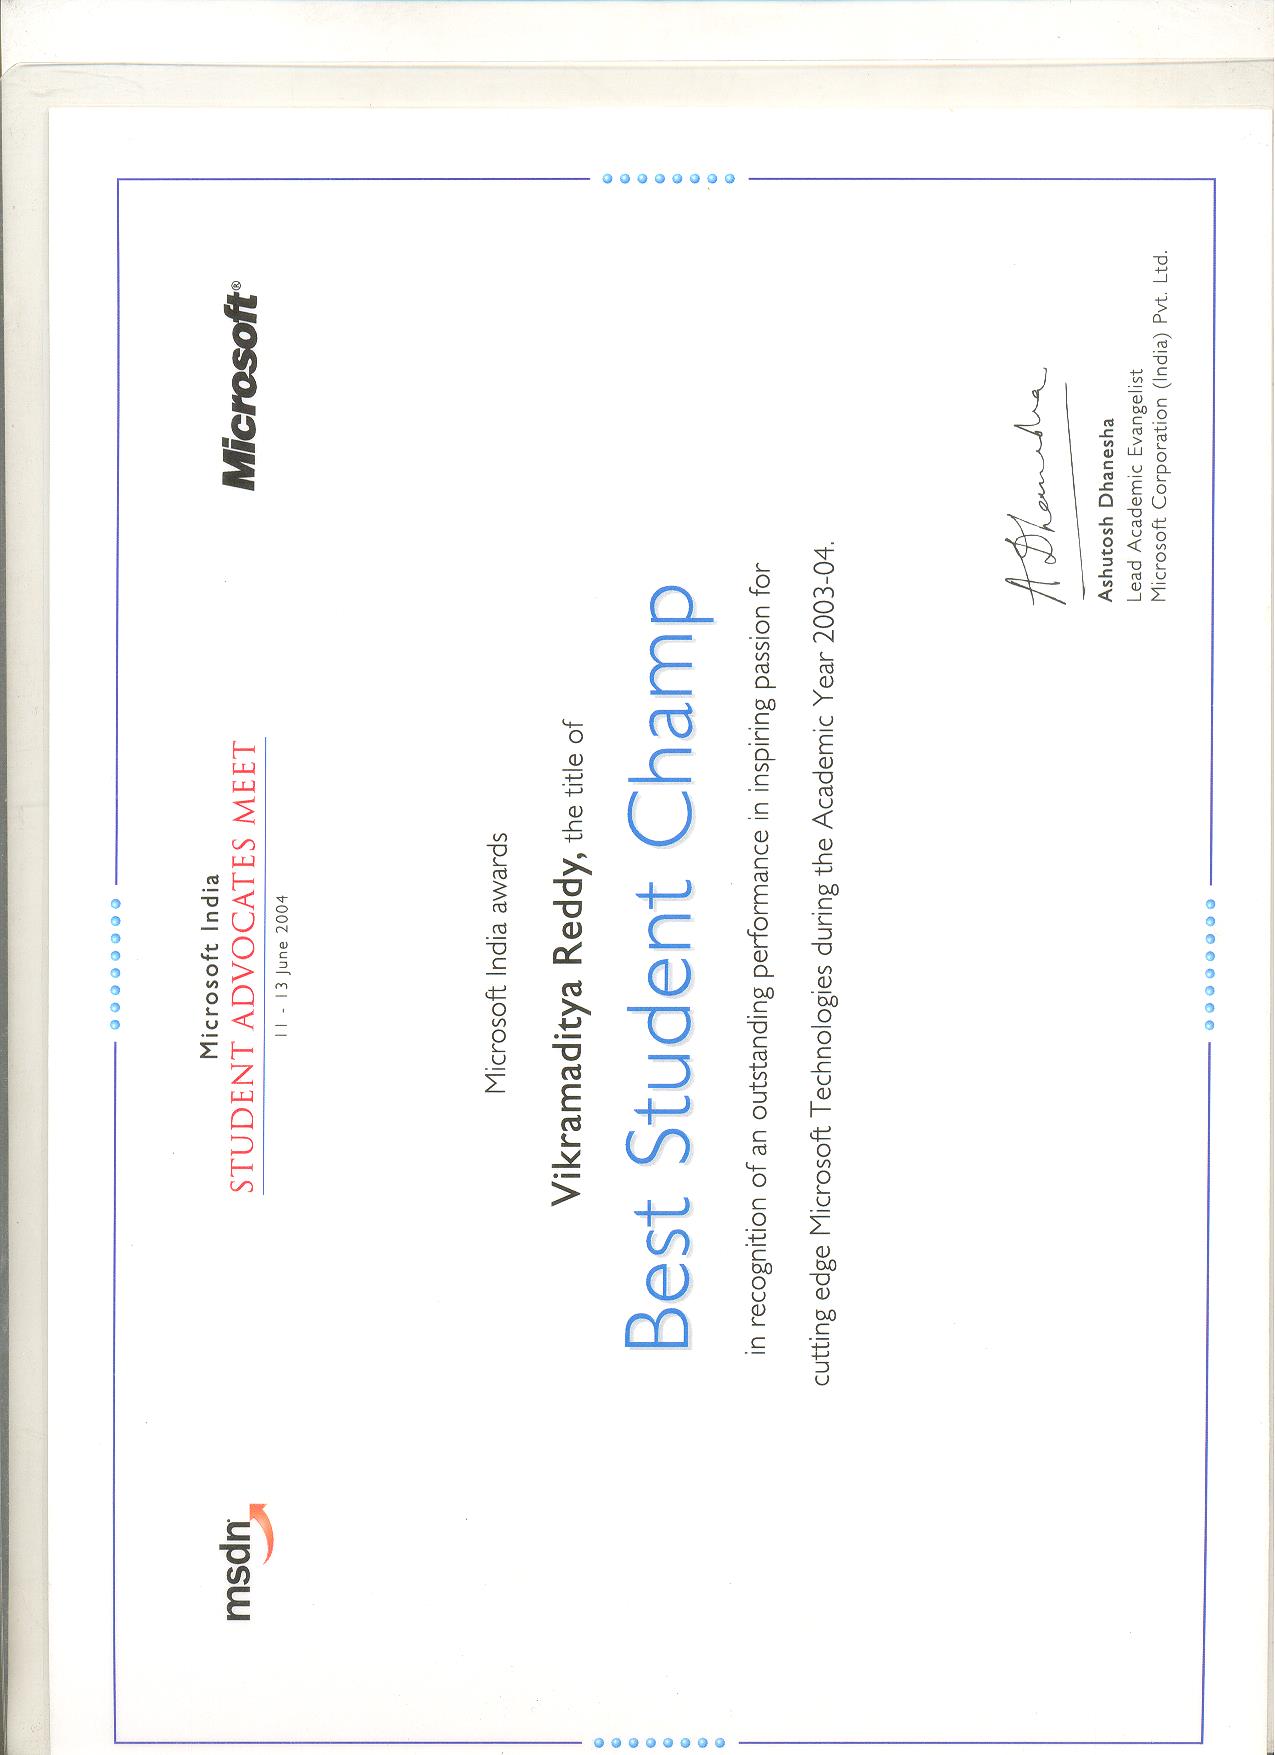 msdn
Microsoft India
STUDENT ADVOCATES MEET
11 - 13 June 2004
Microsoft®
Microsoft India awards
Vikramaditya Reddy, the title of
Best Student Champ
in recognition of an outstanding performance in inspiring passion for
cutting edge Microsoft Technologies during the Academic Year 2003-04.
A Dhanesha
Ashutosh Dhanesha
Lead Academic Evangelist
Microsoft Corporation (India) Pvt. Ltd.